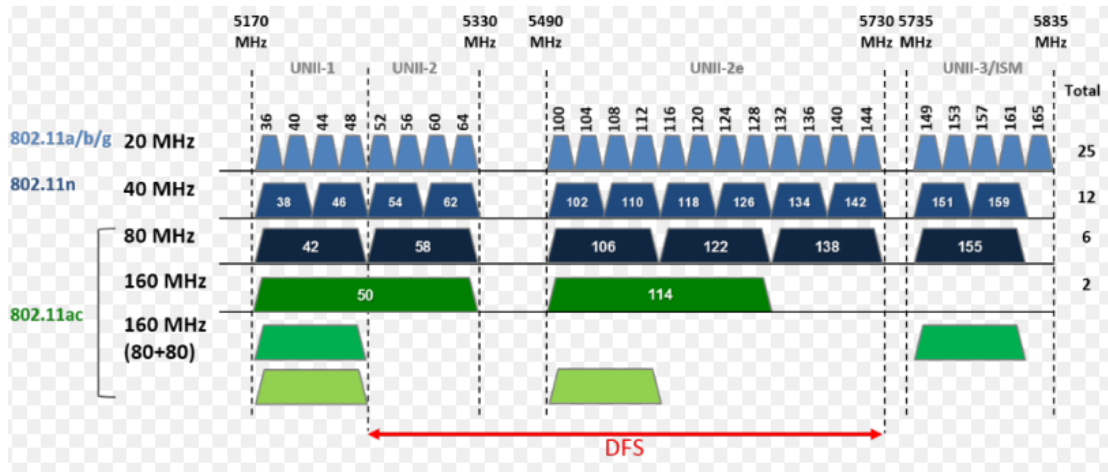 5170 MHz
5330 MHz
5490 MHz
5730 MHz
5735 MHz
5835 MHz
UNII-1
UNII-2
UNII-2e
UNII-3/ISM
Total
802.11a/b/g
20 MHz
36 40 44 48 52 56 60 64 100 104 108 112 116 120 124 128 132 136 140 144 149 153 157 161 165
25
802.11n
40 MHz
38 46 54 62 102 110 118 126 134 142 151 159
12
80 MHz
42 58 106 122 138 155
6
160 MHz
50 114
2
802.11ac
160 MHz
(80+80)
DFS